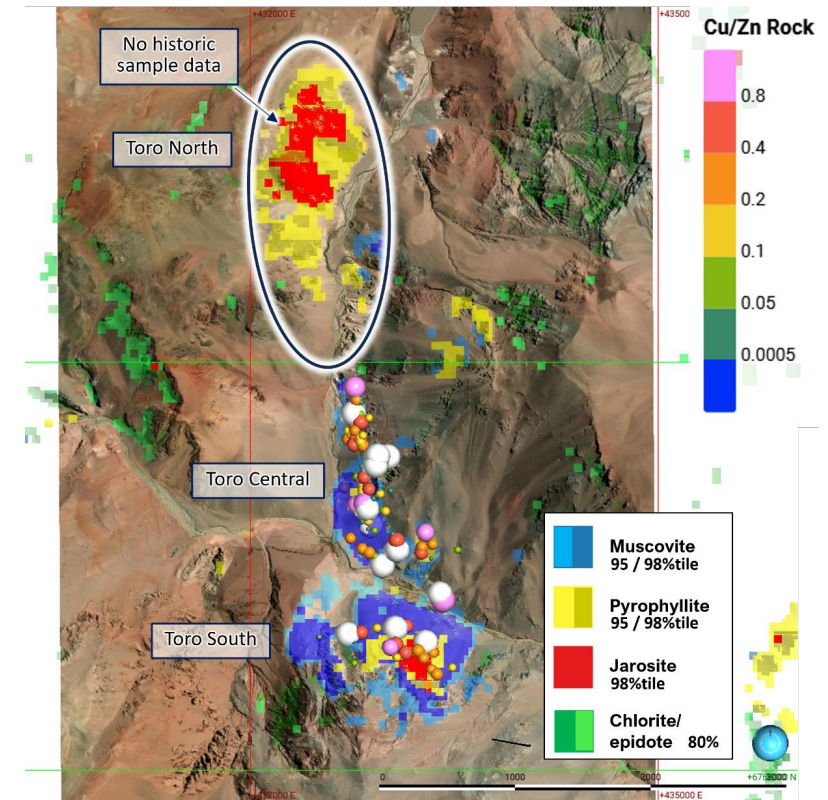 +432000 E
+43500
Cu/Zn Rock
No historic
sample data
0.8
Toro North
0.4
0.2
0.1
0.05
0.0005
Toro Central
Muscovite
95 / 98%tile
Pyrophyllite
95 / 98%tile
Toro South
Jarosite
98%tile
Chlorite/
epidote 80%
0
1000
2000
+432000 E
+435000 E